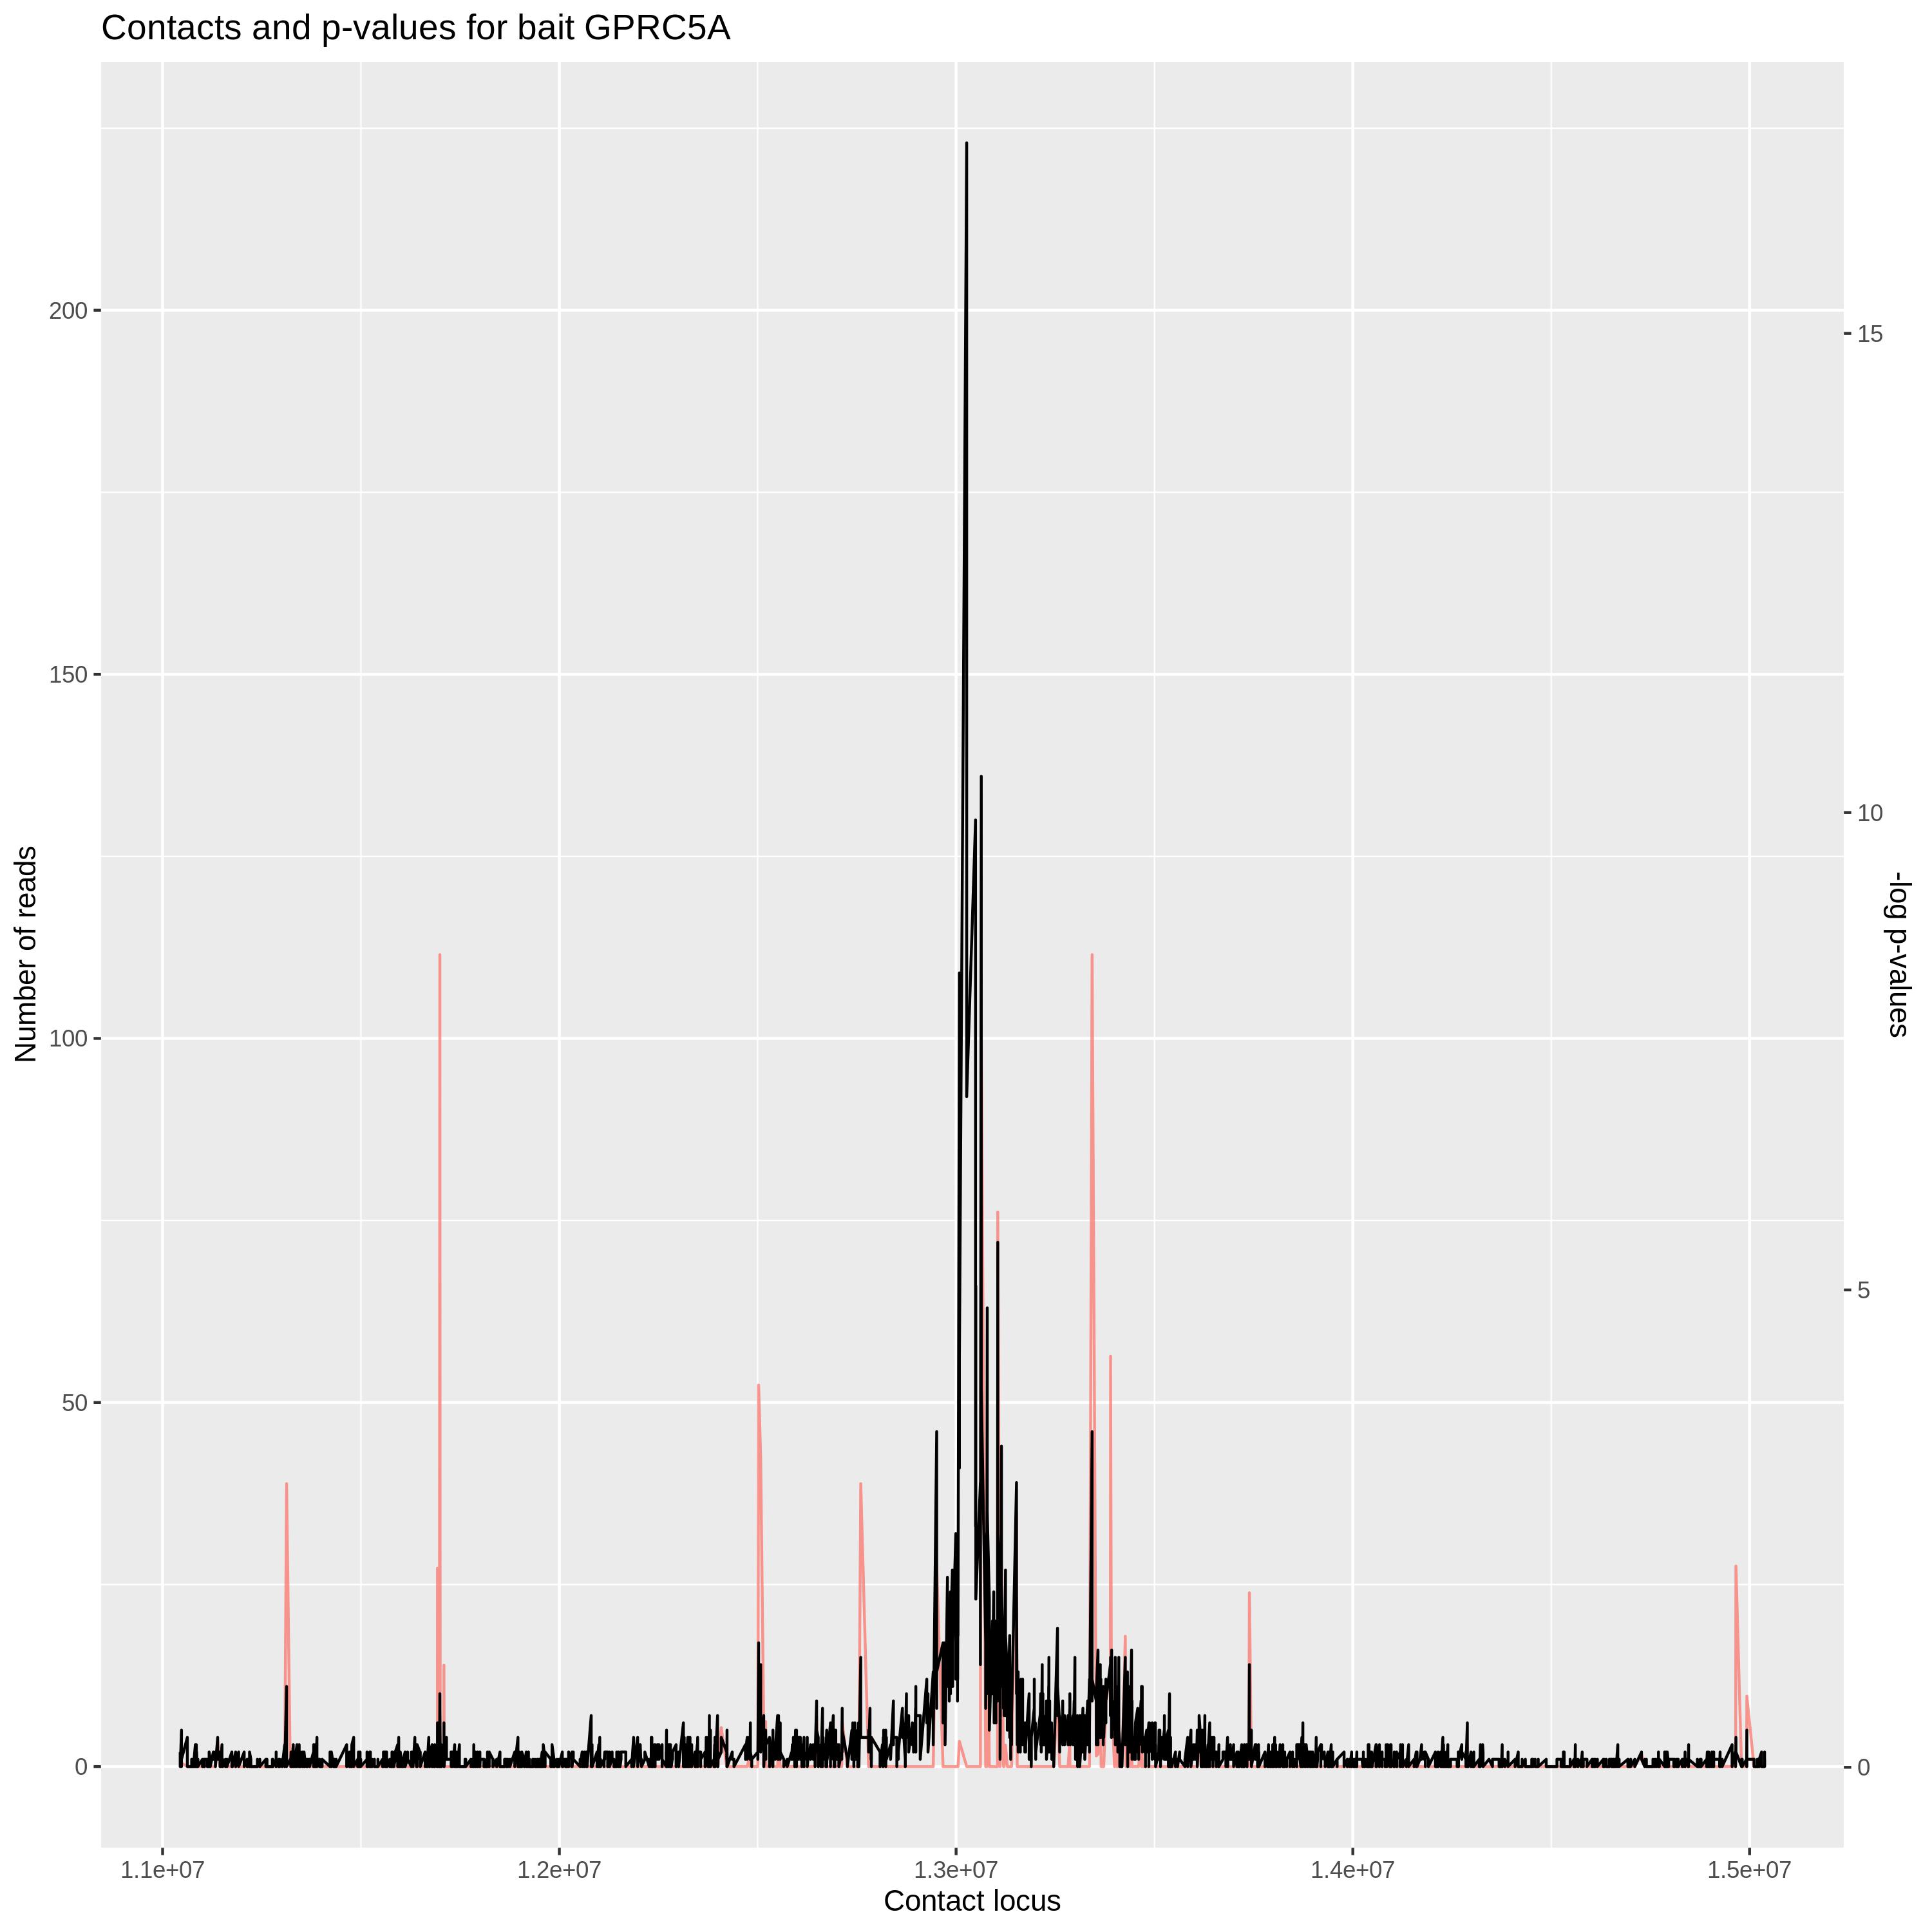 Contacts and p-values for bait GPRC5A
Number of reads
200
150
100
50
0
15
10
5
0
-log p-values
1.1e+07
1.2e+07
1.3e+07
1.4e+07
1.5e+07
Contact locus